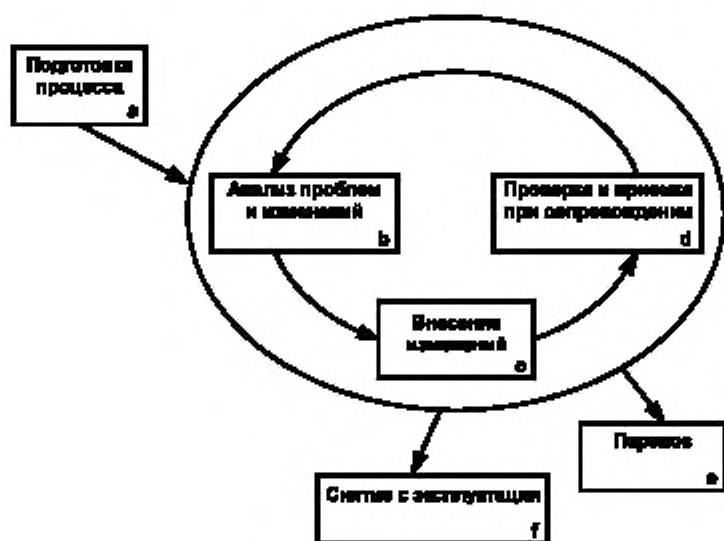 Подготовка
процесса
a
Анализ проблем
и изменений
b
Проверка и приемка
при сопровождении
d
Внесение
изменений
c
Перенос
e
Снятие с эксплуатации
f